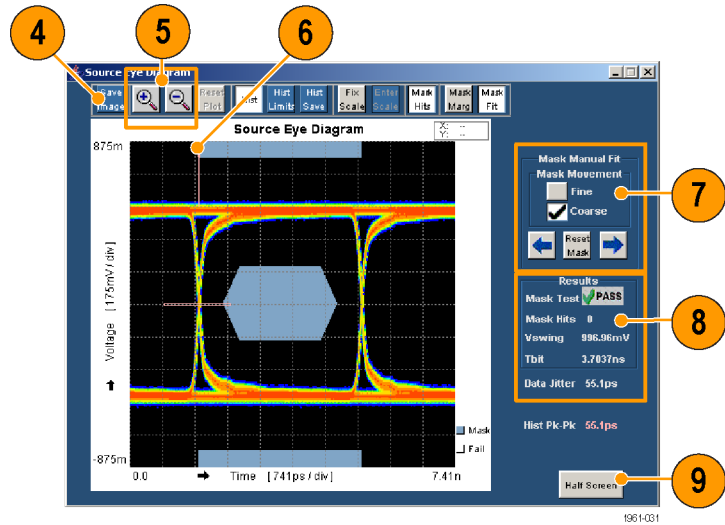 4
5
6
Source Eye Diagram
Save Image
Reset Plot
Hist
Hist Limits
Hist Save
Fix Scale
Enter Scale
Mask Hits
Mask Marg
Mask Fit
Source Eye Diagram
X: --
Y: --
875m
Voltage [175mV / div]
-875m
0.0
Time [741ps / div]
7.41n
Mask
Fail
Mask Manual Fit
Mask Movement
Fine
Coarse
Reset Mask
7
Results
Mask Test PASS
Mask Hits 0
Vswing 996.96mV
Tbit 3.7037ns
Data Jitter 55.1ps
8
Hist Pk-Pk 55.1ps
Half Screen
9
1961-031